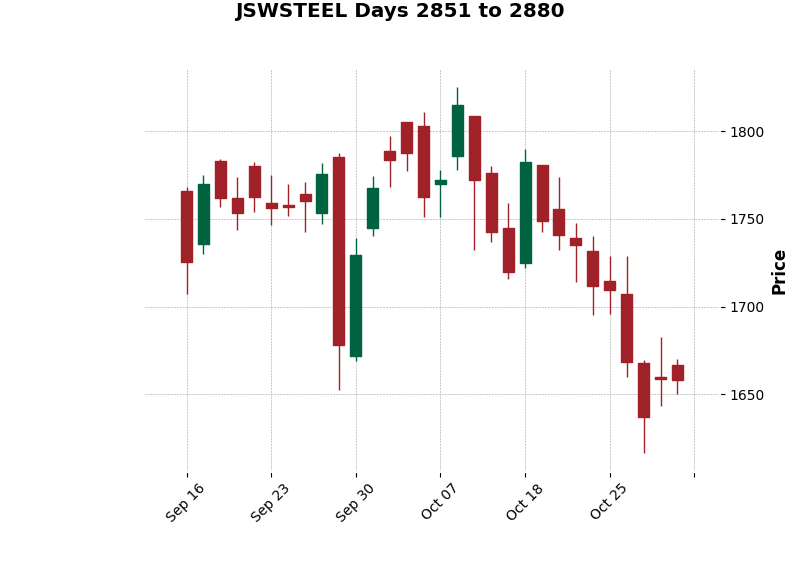 JSWSTEEL Days 2851 to 2880
1800
1750
1700
1650
Price
Sep 16
Sep 23
Sep 30
Oct 07
Oct 18
Oct 25